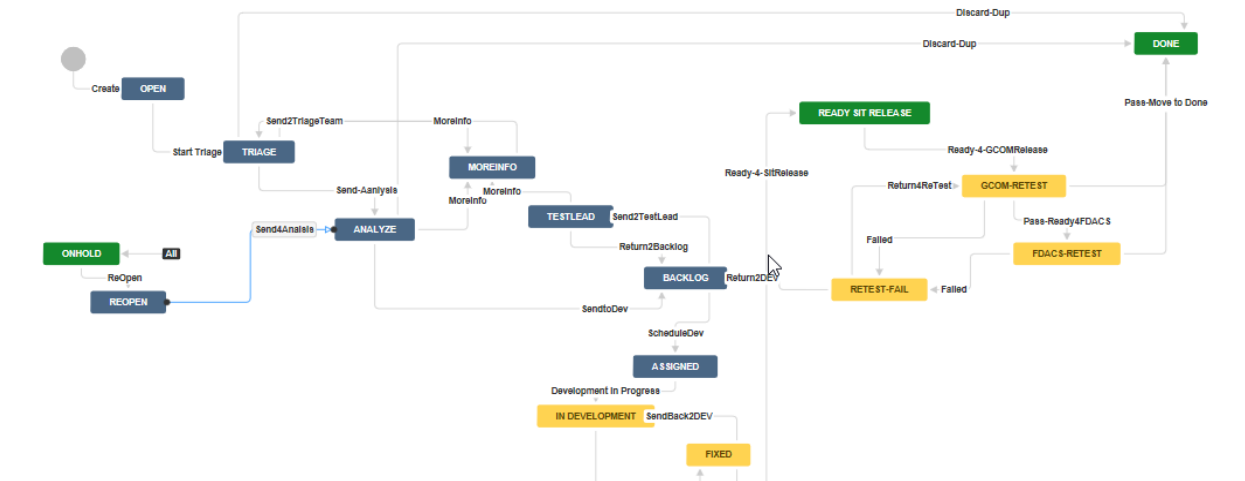 Discard-Dup
Discard-Dup
DONE
Create
OPEN
Pass-Move to Done
READY SIT RELEASE
Send2TriageTeam
MoreInfo
Start Triage
TRIAGE
Ready-4-GCOMRelease
MOREINFO
Ready-4-SitRelease
Return4ReTest
GCOM-RETEST
Send-Aanlysis
MoreInfo
MoreInfo
TESTLEAD
Send2TestLead
Pass-Ready4FDACS
Send4Analsis
ANALYZE
Failed
Return2Backlog
ONHOLD
All
FDACS-RETEST
ReOpen
BACKLOG
Return2DEV
RETEST-FAIL
Failed
REOPEN
SendtoDev
ScheduleDev
ASSIGNED
Development In Progress
IN DEVELOPMENT
SendBack2DEV
FIXED